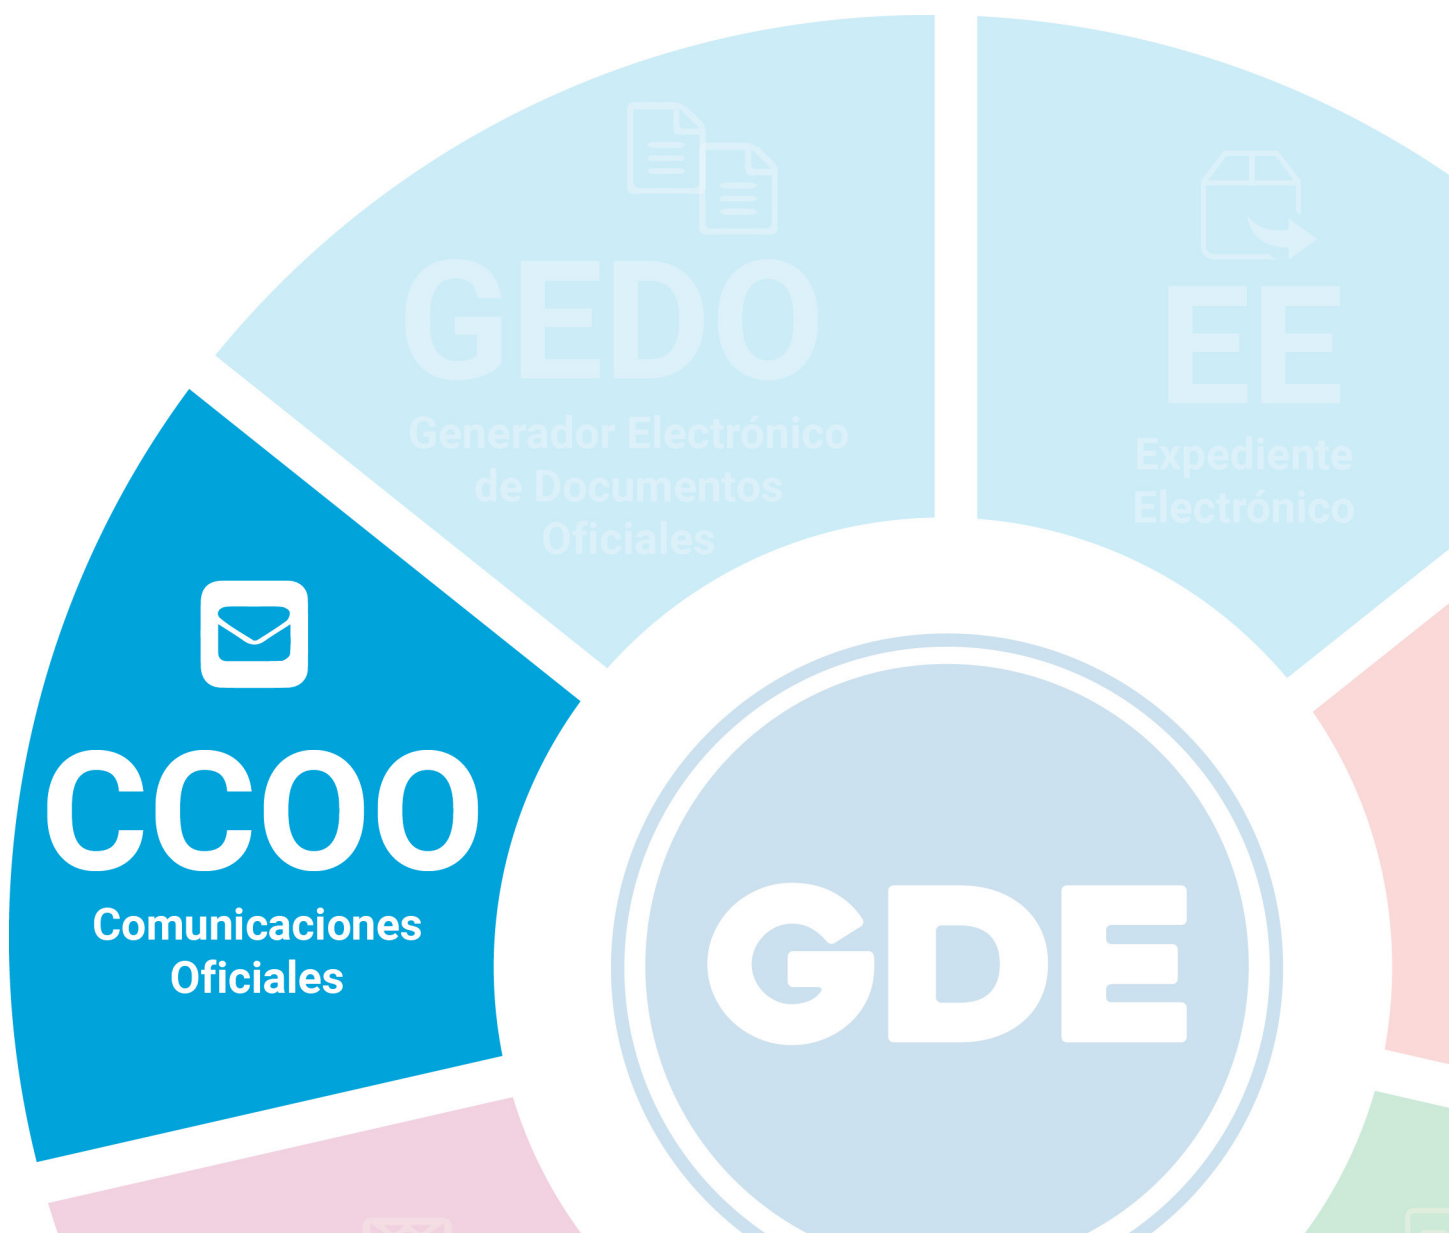 GEDO
Generador Electrónico
de Documentos
Oficiales
EE
Expediente
Electrónico
CCOO
Comunicaciones
Oficiales
GDE